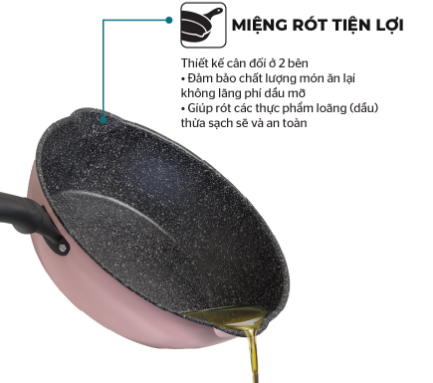 MIỆNG RÓT TIỆN LỢI
Thiết kế cân đối ở 2 bên
• Đảm bảo chất lượng món ăn lại
không lãng phí dầu mỡ
• Giúp rót các thực phẩm loãng (dầu)
thừa sạch sẽ và an toàn